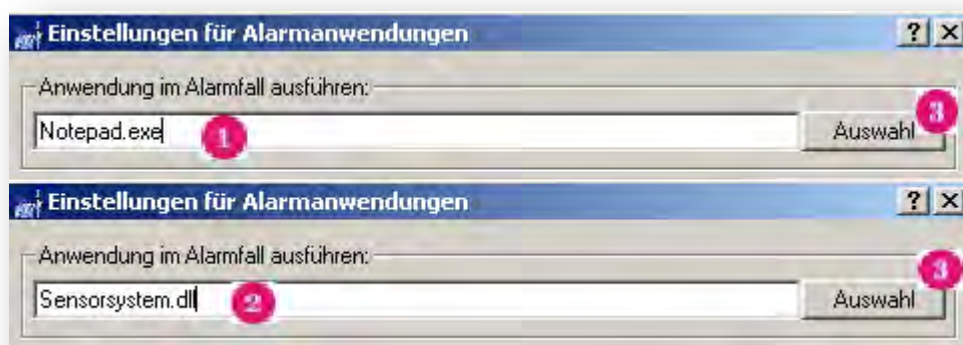 Einstellungen für Alarmanwendungen ? ×
Anwendung im Alarmfall ausführen:
Notepad.exe 1 Auswahl 3
Einstellungen für Alarmanwendungen ? ×
Anwendung im Alarmfall ausführen:
Sensorsystem.dll 2 Auswahl 3